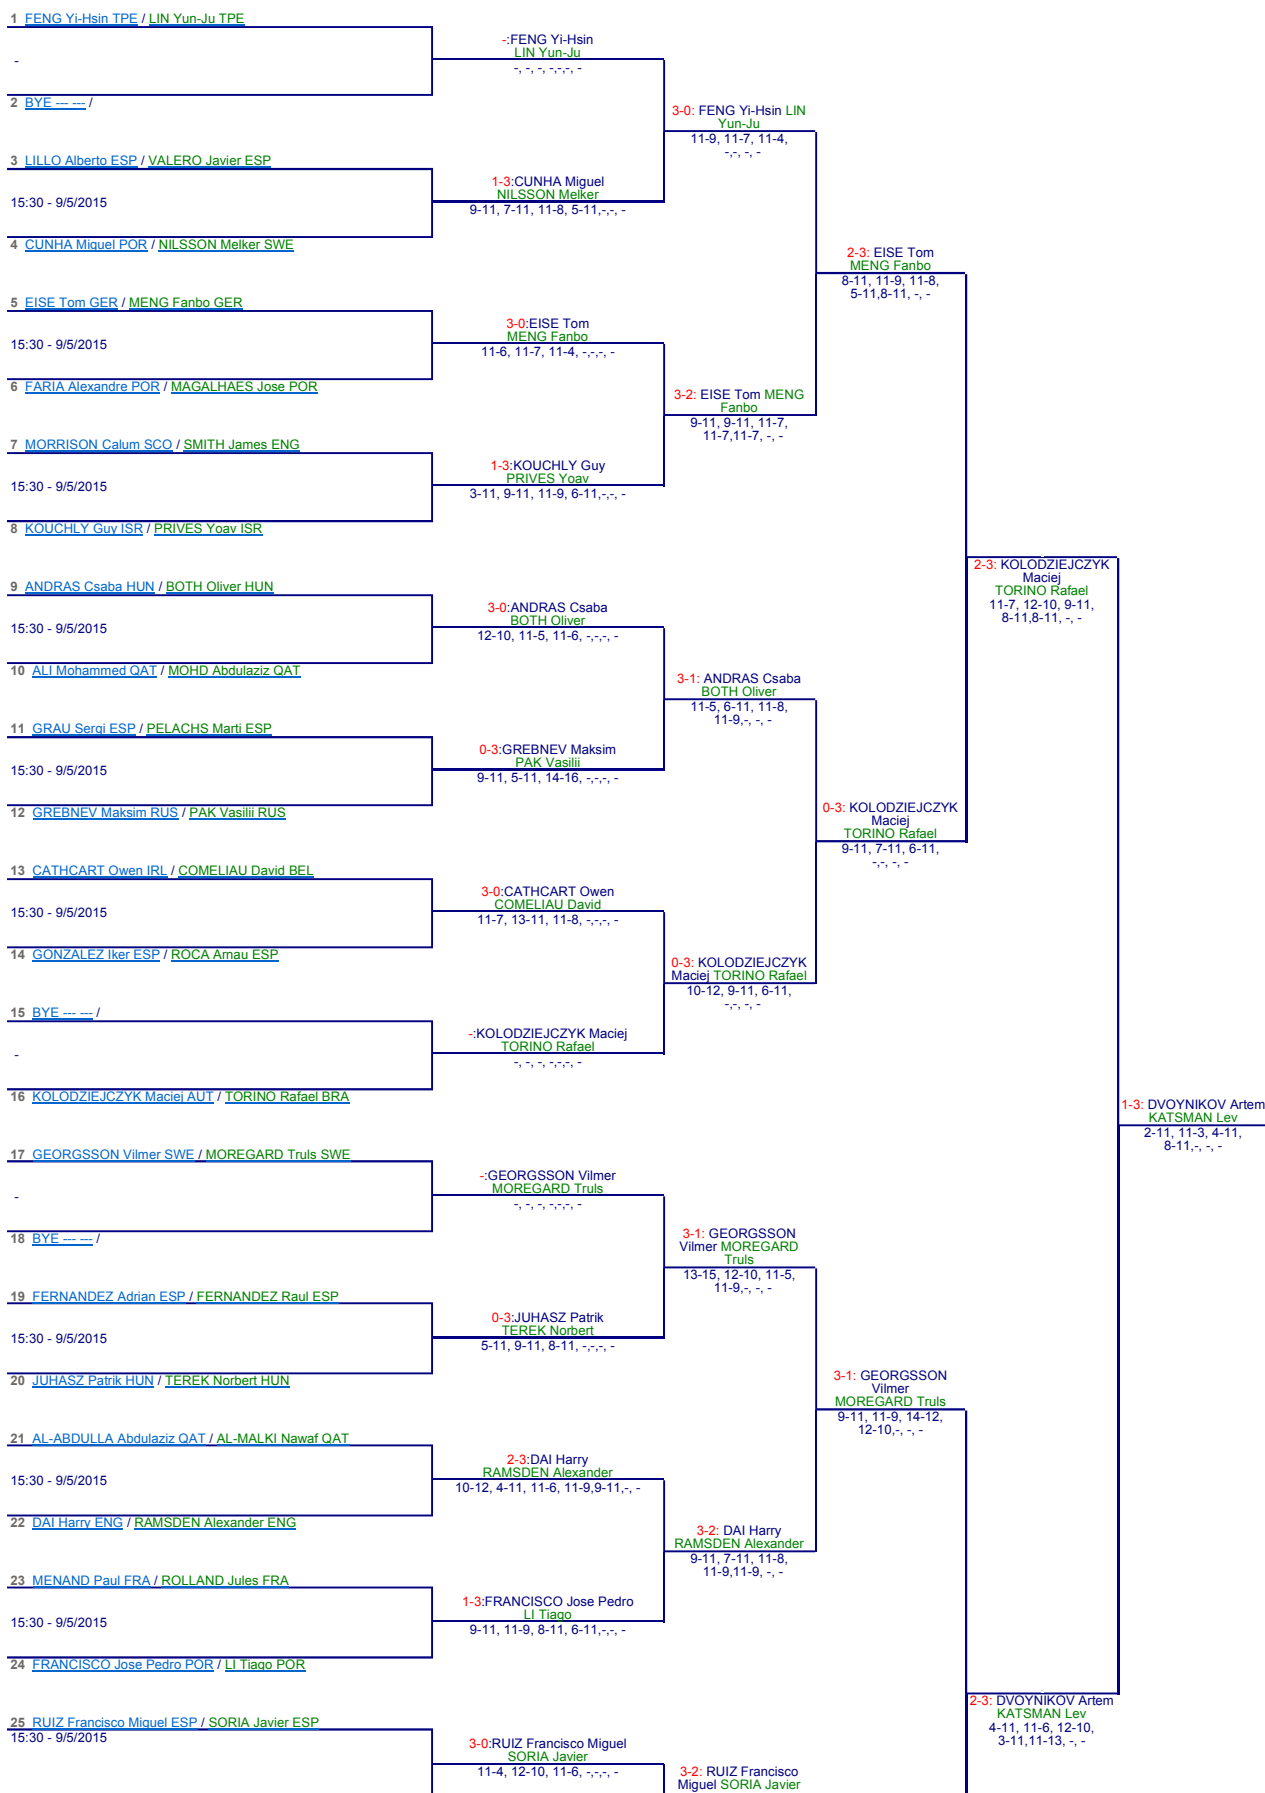 1 FENG Yi-Hsin TPE / LIN Yun-Ju TPE
-:FENG Yi-Hsin
LIN Yun-Ju
-, -, -, -,-,-, -
-
2 BYE --- --- /
3-0: FENG Yi-Hsin LIN
Yun-Ju
11-9, 11-7, 11-4,
-,-, -, -
3 LILLO Alberto ESP / VALERO Javier ESP
15:30 - 9/5/2015
1-3:CUNHA Miguel
NILSSON Melker
9-11, 7-11, 11-8, 5-11,-,-, -
4 CUNHA Miguel POR / NILSSON Melker SWE
2-3: EISE Tom
MENG Fanbo
8-11, 11-9, 11-8,
5-11,8-11, -, -
5 EISE Tom GER / MENG Fanbo GER
15:30 - 9/5/2015
3-0:EISE Tom
MENG Fanbo
11-6, 11-7, 11-4, -,-,-, -
6 FARIA Alexandre POR / MAGALHAES Jose POR
3-2: EISE Tom MENG
Fanbo
9-11, 9-11, 11-7,
11-7,11-7, -, -
7 MORRISON Calum SCO / SMITH James ENG
15:30 - 9/5/2015
1-3:KOUCHLY Guy
PRIVES Yoav
3-11, 9-11, 11-9, 6-11,-,-, -
8 KOUCHLY Guy ISR / PRIVES Yoav ISR
2-3: KOLODZIEJCZYK
Maciej
TORINO Rafael
11-7, 12-10, 9-11,
8-11,8-11, -, -
9 ANDRAS Csaba HUN / BOTH Oliver HUN
15:30 - 9/5/2015
3-0:ANDRAS Csaba
BOTH Oliver
12-10, 11-5, 11-6, -,-,-, -
10 ALI Mohammed QAT / MOHD Abdulaziz QAT
3-1: ANDRAS Csaba
BOTH Oliver
11-5, 6-11, 11-8,
11-9,-, -, -
11 GRAU Sergi ESP / PELACHS Marti ESP
15:30 - 9/5/2015
0-3:GREBNEV Maksim
PAK Vasilii
9-11, 5-11, 14-16, -,-,-, -
12 GREBNEV Maksim RUS / PAK Vasilii RUS
0-3: KOLODZIEJCZYK
Maciej
TORINO Rafael
9-11, 7-11, 6-11,
-,-, -, -
13 CATHCART Owen IRL / COMELIAU David BEL
15:30 - 9/5/2015
3-0:CATHCART Owen
COMELIAU David
11-7, 13-11, 11-8, -,-,-, -
14 GONZALEZ Iker ESP / ROCA Arnau ESP
0-3: KOLODZIEJCZYK
Maciej TORINO Rafael
10-12, 9-11, 6-11,
-,-, -, -
15 BYE --- --- /
-
-:KOLODZIEJCZYK Maciej
TORINO Rafael
-, -, -, -,-,-, -
16 KOLODZIEJCZYK Maciej AUT / TORINO Rafael BRA
1-3: DVOYNIKOV Artem
KATSMAN Lev
2-11, 11-3, 4-11,
8-11,-, -, -
17 GEORGSSON Vilmer SWE / MOREGARD Truls SWE
-
-:GEORGSSON Vilmer
MOREGARD Truls
-, -, -, -,-,-, -
18 BYE --- --- /
3-1: GEORGSSON
Vilmer MOREGARD
Truls
13-15, 12-10, 11-5,
11-9,-, -, -
19 FERNANDEZ Adrian ESP / FERNANDEZ Raul ESP
15:30 - 9/5/2015
0-3:JUHASZ Patrik
TEREK Norbert
5-11, 9-11, 8-11, -,-,-, -
20 JUHASZ Patrik HUN / TEREK Norbert HUN
3-1: GEORGSSON
Vilmer
MOREGARD Truls
9-11, 11-9, 14-12,
12-10,-, -, -
21 AL-ABDULLA Abdulaziz QAT / AL-MALKI Nawaf QAT
15:30 - 9/5/2015
2-3:DAI Harry
RAMSDEN Alexander
10-12, 4-11, 11-6, 11-9,9-11,-, -
22 DAI Harry ENG / RAMSDEN Alexander ENG
3-2: DAI Harry
RAMSDEN Alexander
9-11, 7-11, 11-8,
11-9,11-9, -, -
23 MENAND Paul FRA / ROLLAND Jules FRA
15:30 - 9/5/2015
1-3:FRANCISCO Jose Pedro
LI Tiago
9-11, 11-9, 8-11, 6-11,-,-, -
24 FRANCISCO Jose Pedro POR / LI Tiago POR
2-3: DVOYNIKOV Artem
KATSMAN Lev
4-11, 11-6, 12-10,
3-11,11-13, -, -
25 RUIZ Francisco Miguel ESP / SORIA Javier ESP
15:30 - 9/5/2015
3-0:RUIZ Francisco Miguel
SORIA Javier
11-4, 12-10, 11-6, -,-,-, -
3-2: RUIZ Francisco
Miguel SORIA Javier